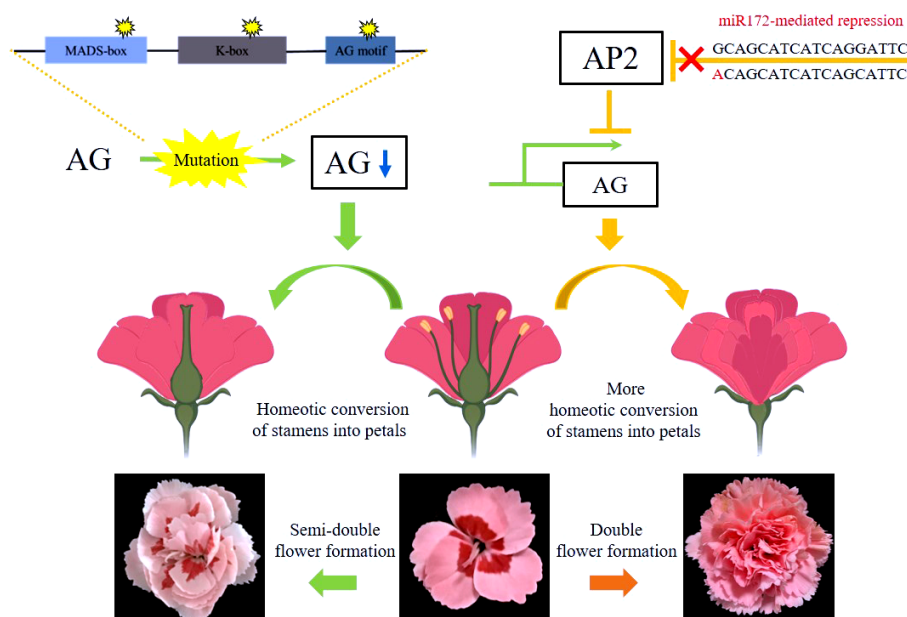 miR172-mediated repression
MADS-box
K-box
AG motif
AP2
GCAGCATCATCAGGATTC
ACAGCATCATCAGCATTC
AG
Mutation
AG
AG
Homeotic conversion
of stamens into petals
More
homeotic conversion
of stamens into petals
Semi-double
flower formation
Double
flower formation